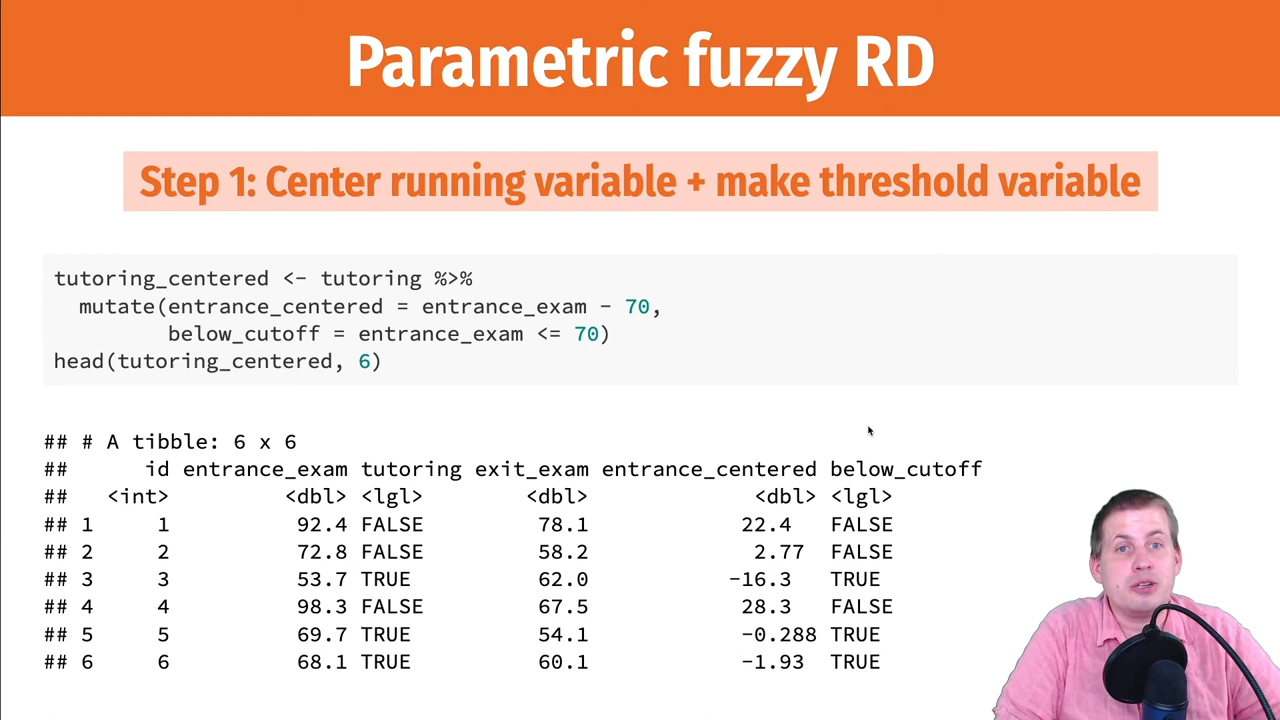 Parametric fuzzy RD
Step 1: Center running variable + make threshold variable
tutoring_centered <- tutoring %>%
  mutate(entrance_centered = entrance_exam - 70,
         below_cutoff = entrance_exam <= 70)
head(tutoring_centered, 6)
## # A tibble: 6 x 6
##      id entrance_exam tutoring exit_exam entrance_centered below_cutoff
##   <int>         <dbl> <lgl>        <dbl>             <dbl> <lgl>
## 1     1          92.4 FALSE         78.1            22.4   FALSE
## 2     2          72.8 FALSE         58.2             2.77  FALSE
## 3     3          53.7 TRUE          62.0           -16.3   TRUE
## 4     4          98.3 FALSE         67.5            28.3   FALSE
## 5     5          69.7 TRUE          54.1            -0.288 TRUE
## 6     6          68.1 TRUE          60.1            -1.93  TRUE